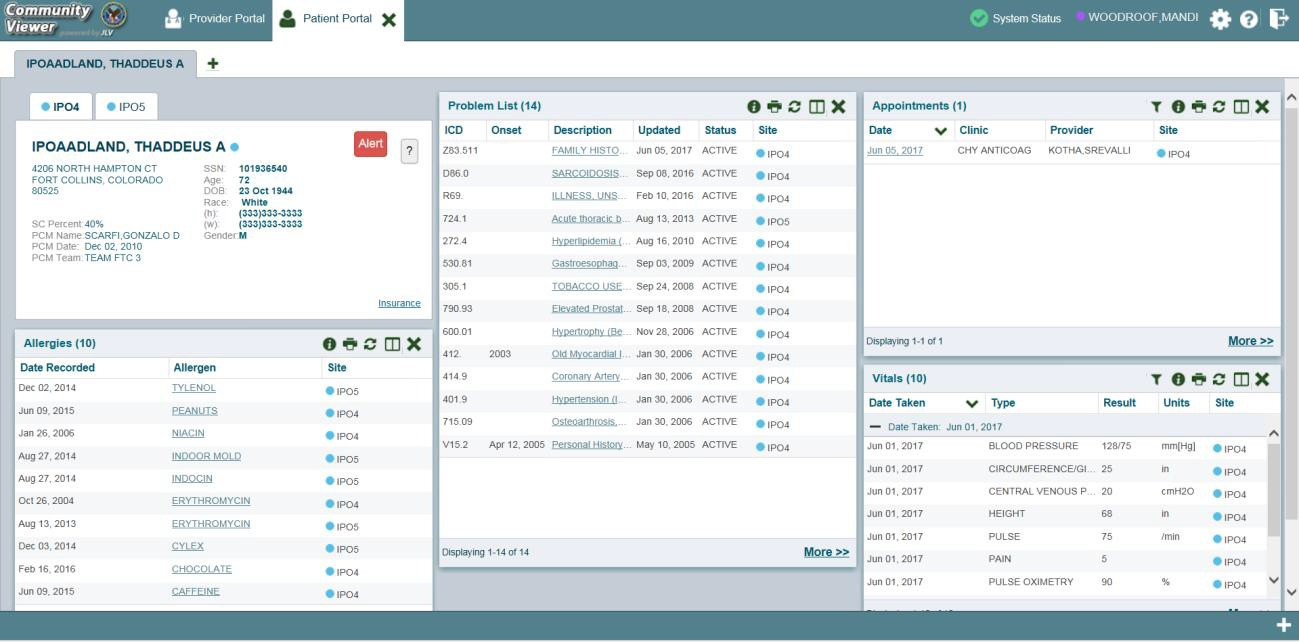 Community
Viewer
powered by JLV
Provider Portal
Patient Portal
System Status
WOODROOF,MANDI
IPOAADLAND, THADDEUS A
IPO4 IPO5
IPOAADLAND, THADDEUS A
Alert
?
4206 NORTH HAMPTON CT
FORT COLLINS, COLORADO
80525
SSN: 101936540
Age: 72
DOB: 23 Oct 1944
Race: White
(h): (333)333-3333
(w): (333)333-3333
Gender:M
SC Percent:40%
PCM Name:SCARFI,GONZALO D
PCM Date: Dec 02, 2010
PCM Team:TEAM FTC 3
Insurance
Allergies (10)
Date Recorded Allergen Site
Dec 02, 2014 TYLENOL IPO5
Jun 09, 2015 PEANUTS IPO4
Jan 26, 2006 NIACIN IPO4
Aug 27, 2014 INDOOR MOLD IPO5
Aug 27, 2014 INDOCIN IPO5
Oct 26, 2004 ERYTHROMYCIN IPO4
Aug 13, 2013 ERYTHROMYCIN IPO5
Dec 03, 2014 CYLEX IPO5
Feb 16, 2016 CHOCOLATE IPO4
Jun 09, 2015 CAFFEINE IPO4
Problem List (14)
ICD Onset Description Updated Status Site
Z83.511 FAMILY HISTO... Jun 05, 2017 ACTIVE IPO4
D86.0 SARCOIDOSIS... Sep 08, 2016 ACTIVE IPO4
R69. ILLNESS, UNS... Feb 10, 2016 ACTIVE IPO4
724.1 Acute thoracic b... Aug 13, 2013 ACTIVE IPO5
272.4 Hyperlipidemia (... Aug 16, 2010 ACTIVE IPO4
530.81 Gastroesophag... Sep 03, 2009 ACTIVE IPO4
305.1 TOBACCO USE... Sep 24, 2008 ACTIVE IPO4
790.93 Elevated Prostat... Sep 18, 2008 ACTIVE IPO4
600.01 Hypertrophy (Be... Nov 28, 2006 ACTIVE IPO4
412. 2003 Old Myocardial I... Jan 30, 2006 ACTIVE IPO4
414.9 Coronary Artery... Jan 30, 2006 ACTIVE IPO4
401.9 Hypertension (I... Jan 30, 2006 ACTIVE IPO4
715.09 Osteoarthrosis,... Jan 30, 2006 ACTIVE IPO4
V15.2 Apr 12, 2005 Personal History... May 10, 2005 ACTIVE IPO4
Displaying 1-14 of 14 More >>
Appointments (1)
Date Clinic Provider Site
Jun 05, 2017 CHY ANTICOAG KOTHA,SREVALLI IPO4
Displaying 1-1 of 1 More >>
Vitals (10)
Date Taken Type Result Units Site
Date Taken: Jun 01, 2017
Jun 01, 2017 BLOOD PRESSURE 128/75 mm[Hg] IPO4
Jun 01, 2017 CIRCUMFERENCE/GI... 25 in IPO4
Jun 01, 2017 CENTRAL VENOUS P... 20 cmH2O IPO4
Jun 01, 2017 HEIGHT 68 in IPO4
Jun 01, 2017 PULSE 75 /min IPO4
Jun 01, 2017 PAIN 5 IPO4
Jun 01, 2017 PULSE OXIMETRY 90 % IPO4